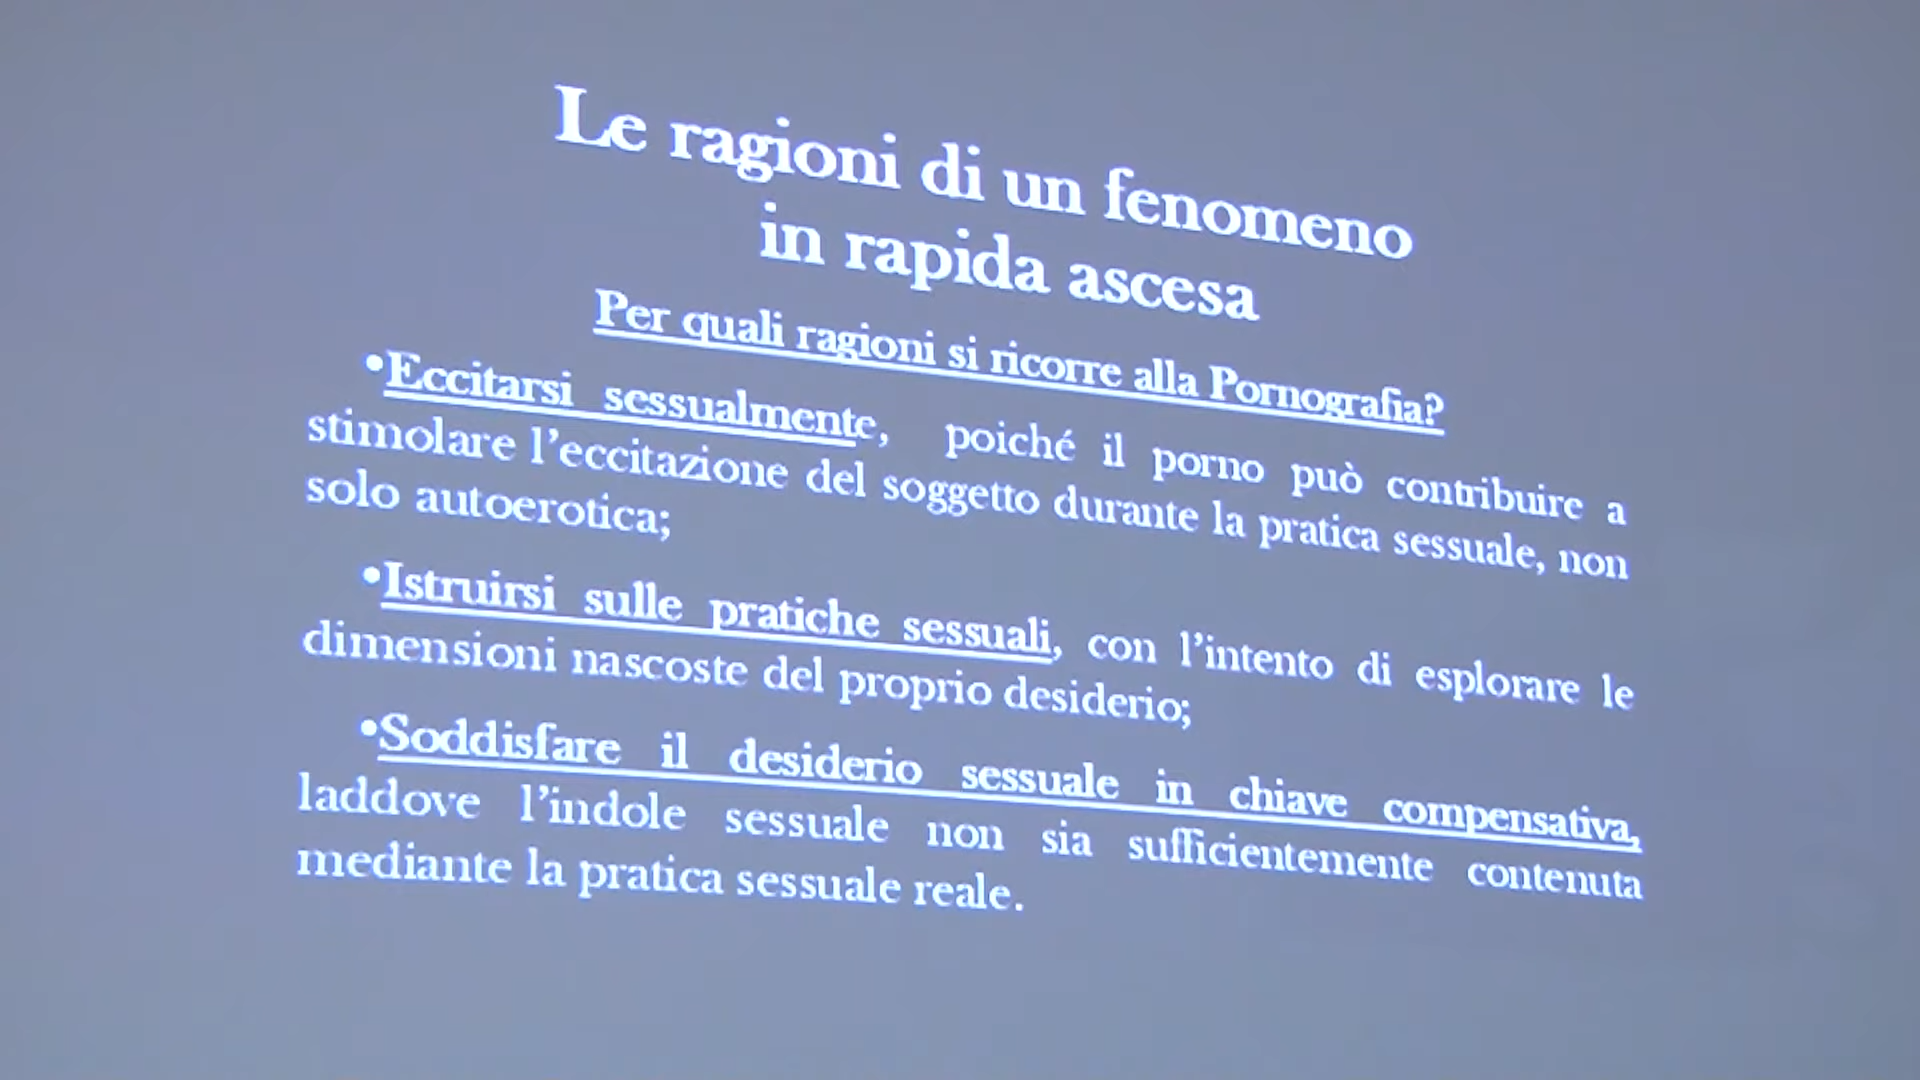 Le ragioni di un fenomeno
in rapida ascesa
Per quali ragioni si ricorre alla Pornografia?
•Eccitarsi sessualmente, poiché il porno può contribuire a
stimolare l’eccitazione del soggetto durante la pratica sessuale, non
solo autoerotica;
•Istruirsi sulle pratiche sessuali, con l’intento di esplorare le
dimensioni nascoste del proprio desiderio;
•Soddisfare il desiderio sessuale in chiave compensativa,
laddove l’indole sessuale non sia sufficientemente contenuta
mediante la pratica sessuale reale.